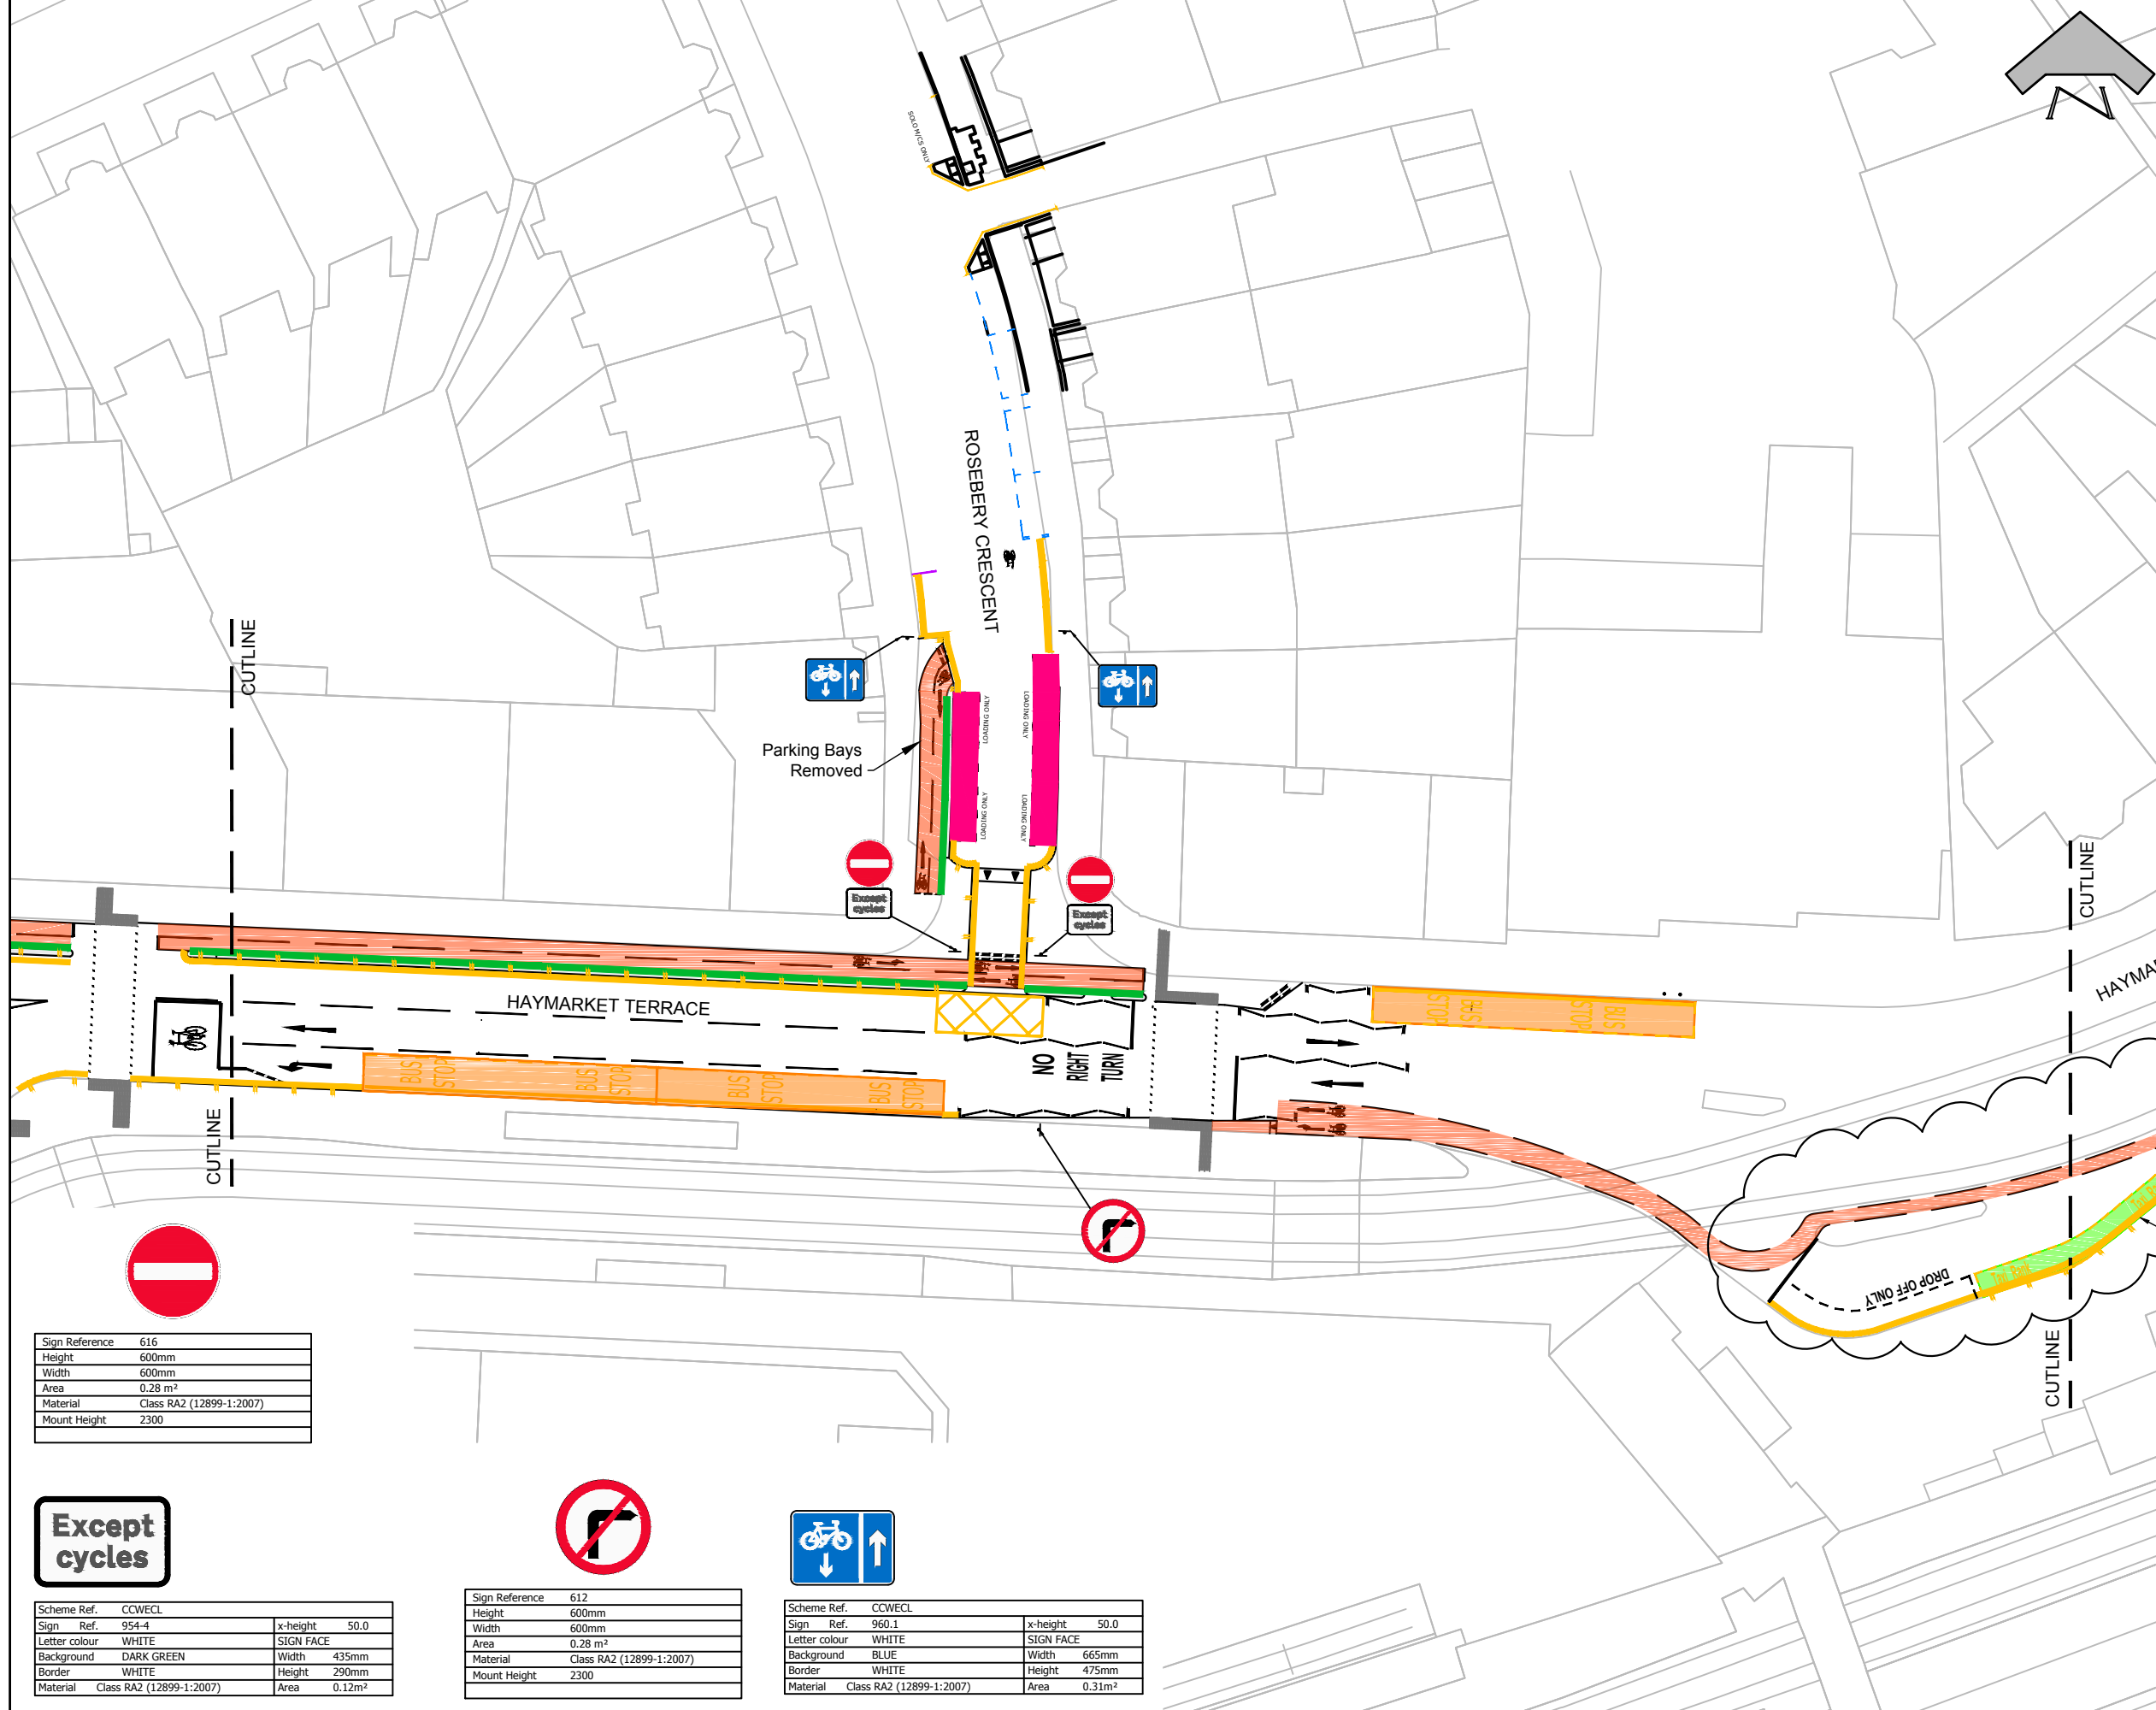 SOLO M/CS ONLY
ROSEBERY CRESCENT
CUTLINE
Parking Bays
Removed
LOADING ONLY
LOADING ONLY
LOADING ONLY
LOADING ONLY
Except
cycles
Except
cycles
CUTLINE
HAYMARKET TERRACE
BUS
STOP
BUS
STOP
BUS
STOP
BUS
STOP
NO
RIGHT
TURN
BUS
STOP
BUS
STOP
HAYMA
CUTLINE
DROP OFF ONLY
CUTLINE
Sign Reference 616
Height 600mm
Width 600mm
Area 0.28 m²
Material Class RA2 (12899-1:2007)
Mount Height 2300
Except
cycles
Scheme Ref. CCWECL
Sign Ref. 954-4 x-height 50.0
Letter colour WHITE SIGN FACE
Background DARK GREEN Width 435mm
Border WHITE Height 290mm
Material Class RA2 (12899-1:2007) Area 0.12m²
Sign Reference 612
Height 600mm
Width 600mm
Area 0.28 m²
Material Class RA2 (12899-1:2007)
Mount Height 2300
Scheme Ref. CCWECL
Sign Ref. 960.1 x-height 50.0
Letter colour WHITE SIGN FACE
Background BLUE Width 665mm
Border WHITE Height 475mm
Material Class RA2 (12899-1:2007) Area 0.31m²